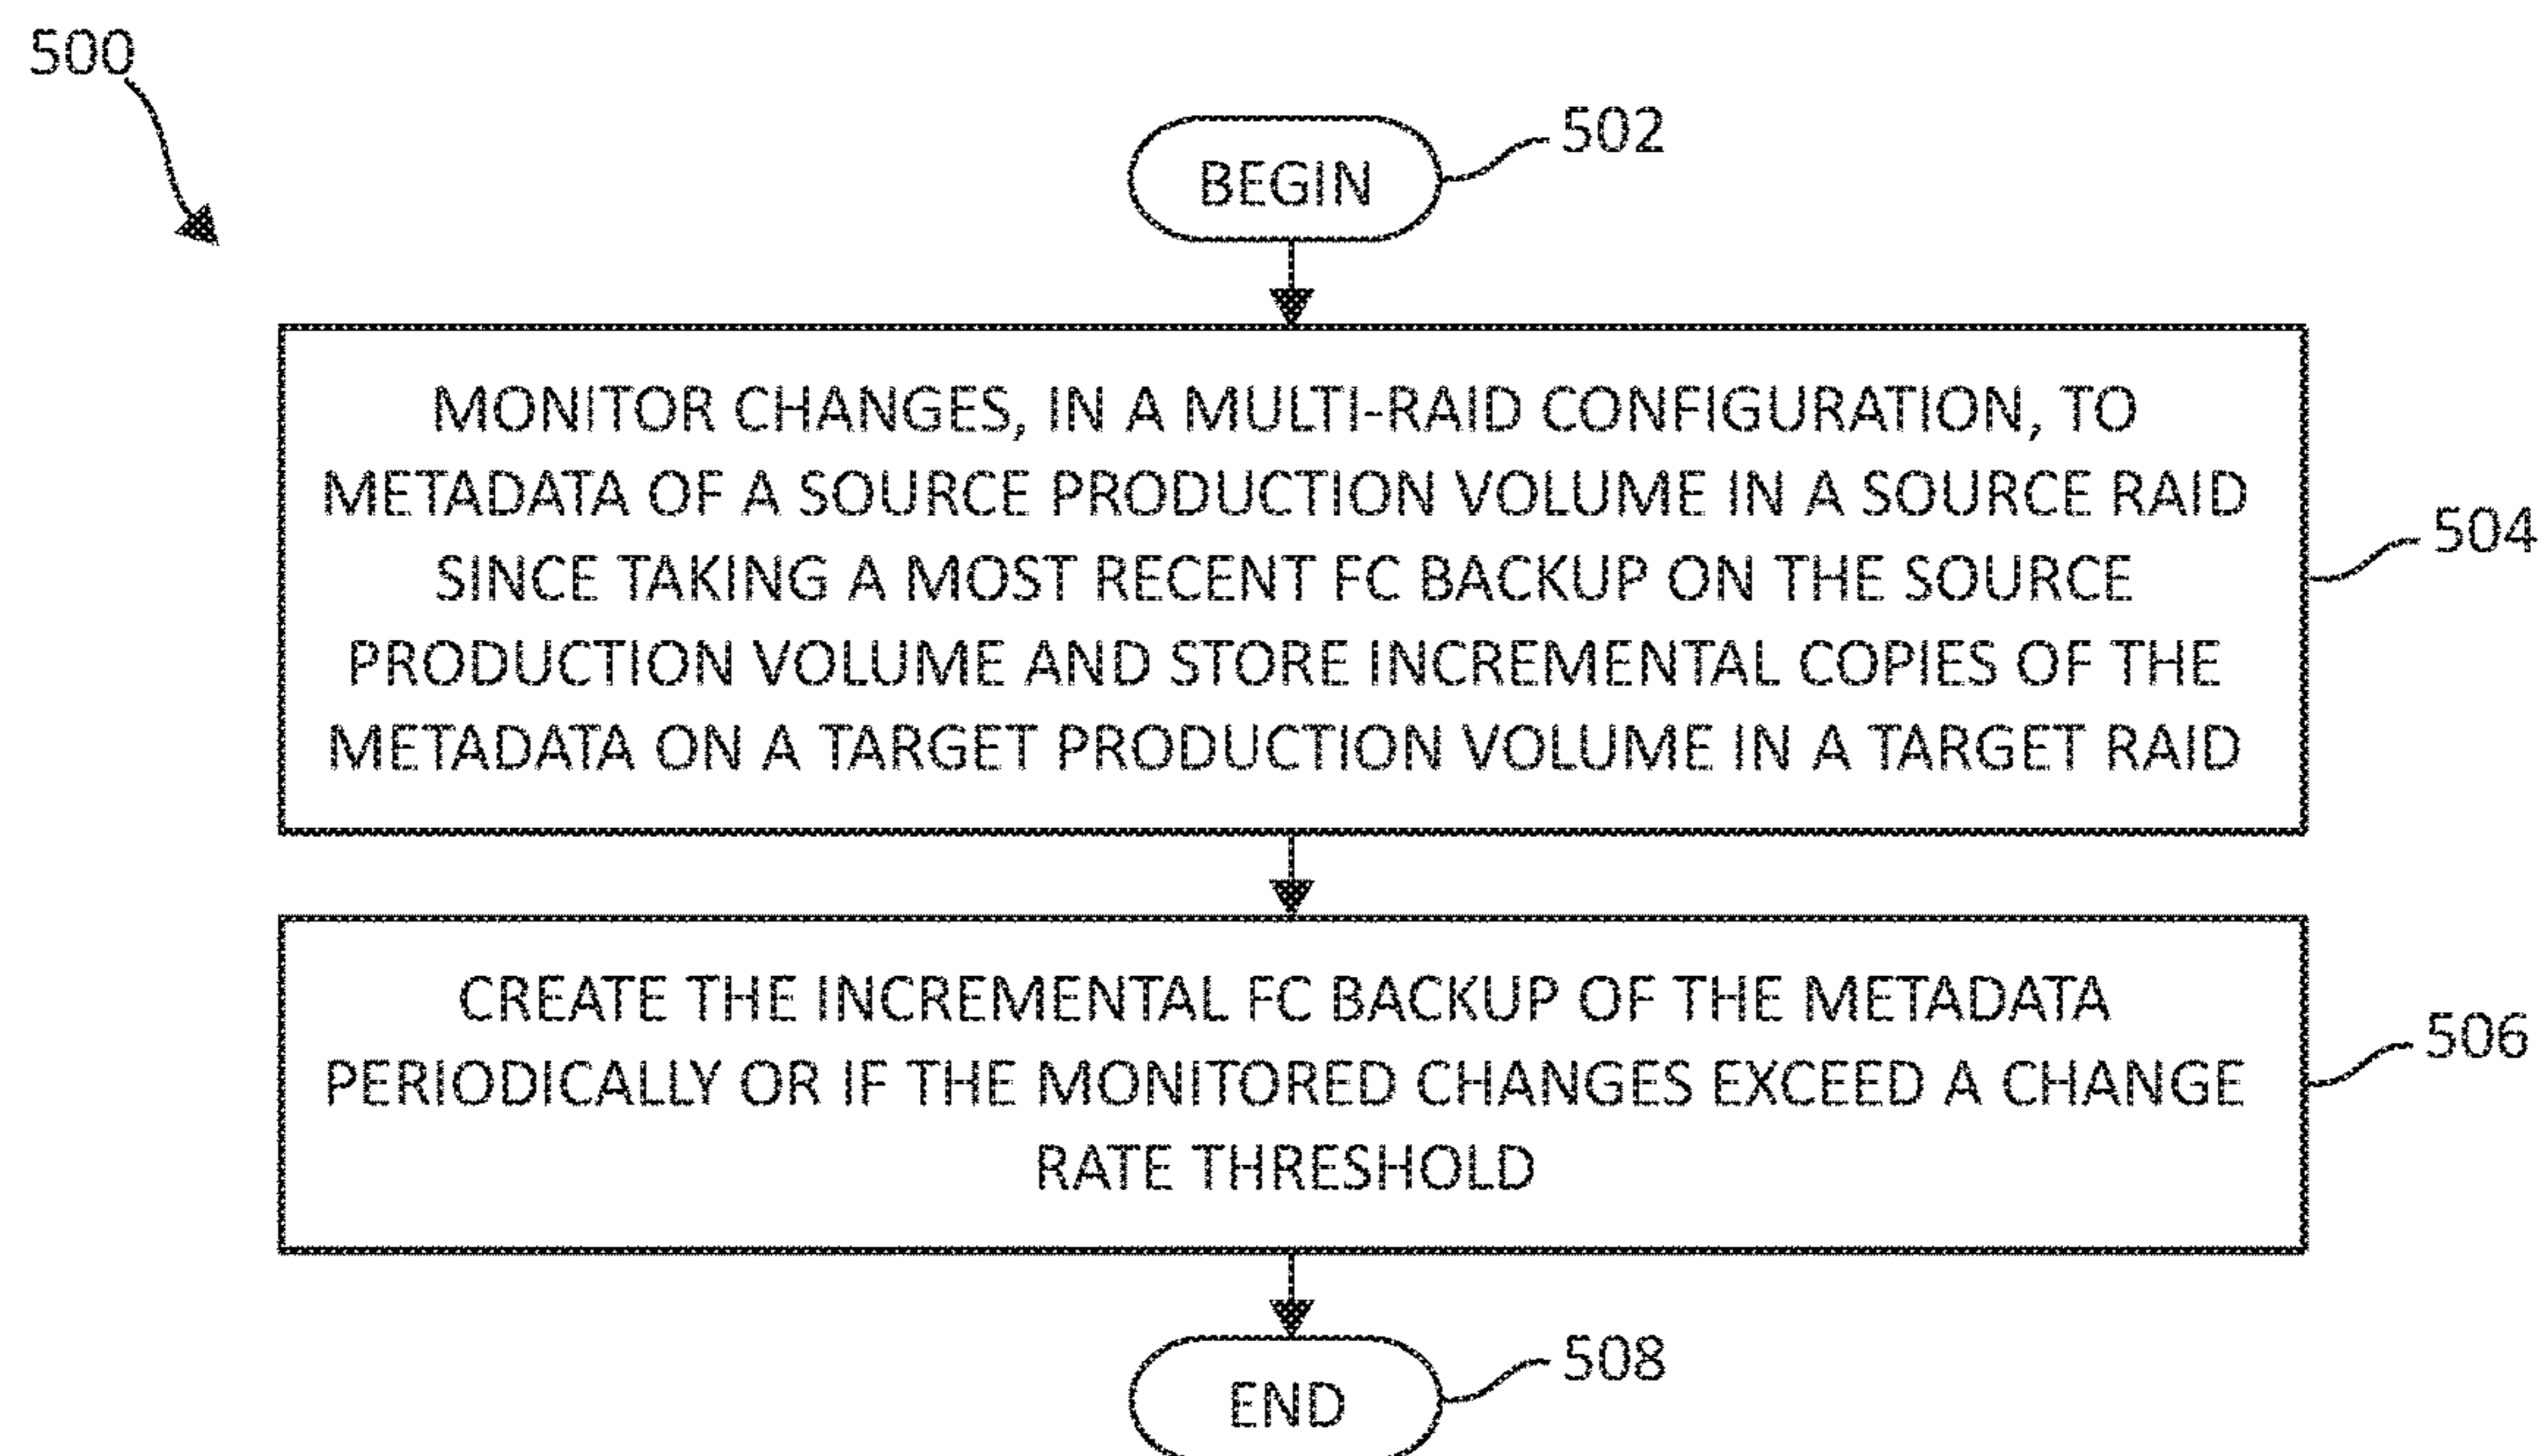 500
502
BEGIN
MONITOR CHANGES, IN A MULTI-RAID CONFIGURATION, TO
METADATA OF A SOURCE PRODUCTION VOLUME IN A SOURCE RAID
SINCE TAKING A MOST RECENT FC BACKUP ON THE SOURCE
PRODUCTION VOLUME AND STORE INCREMENTAL COPIES OF THE
METADATA ON A TARGET PRODUCTION VOLUME IN A TARGET RAID
504
CREATE THE INCREMENTAL FC BACKUP OF THE METADATA
PERIODICALLY OR IF THE MONITORED CHANGES EXCEED A CHANGE
RATE THRESHOLD
506
508
END